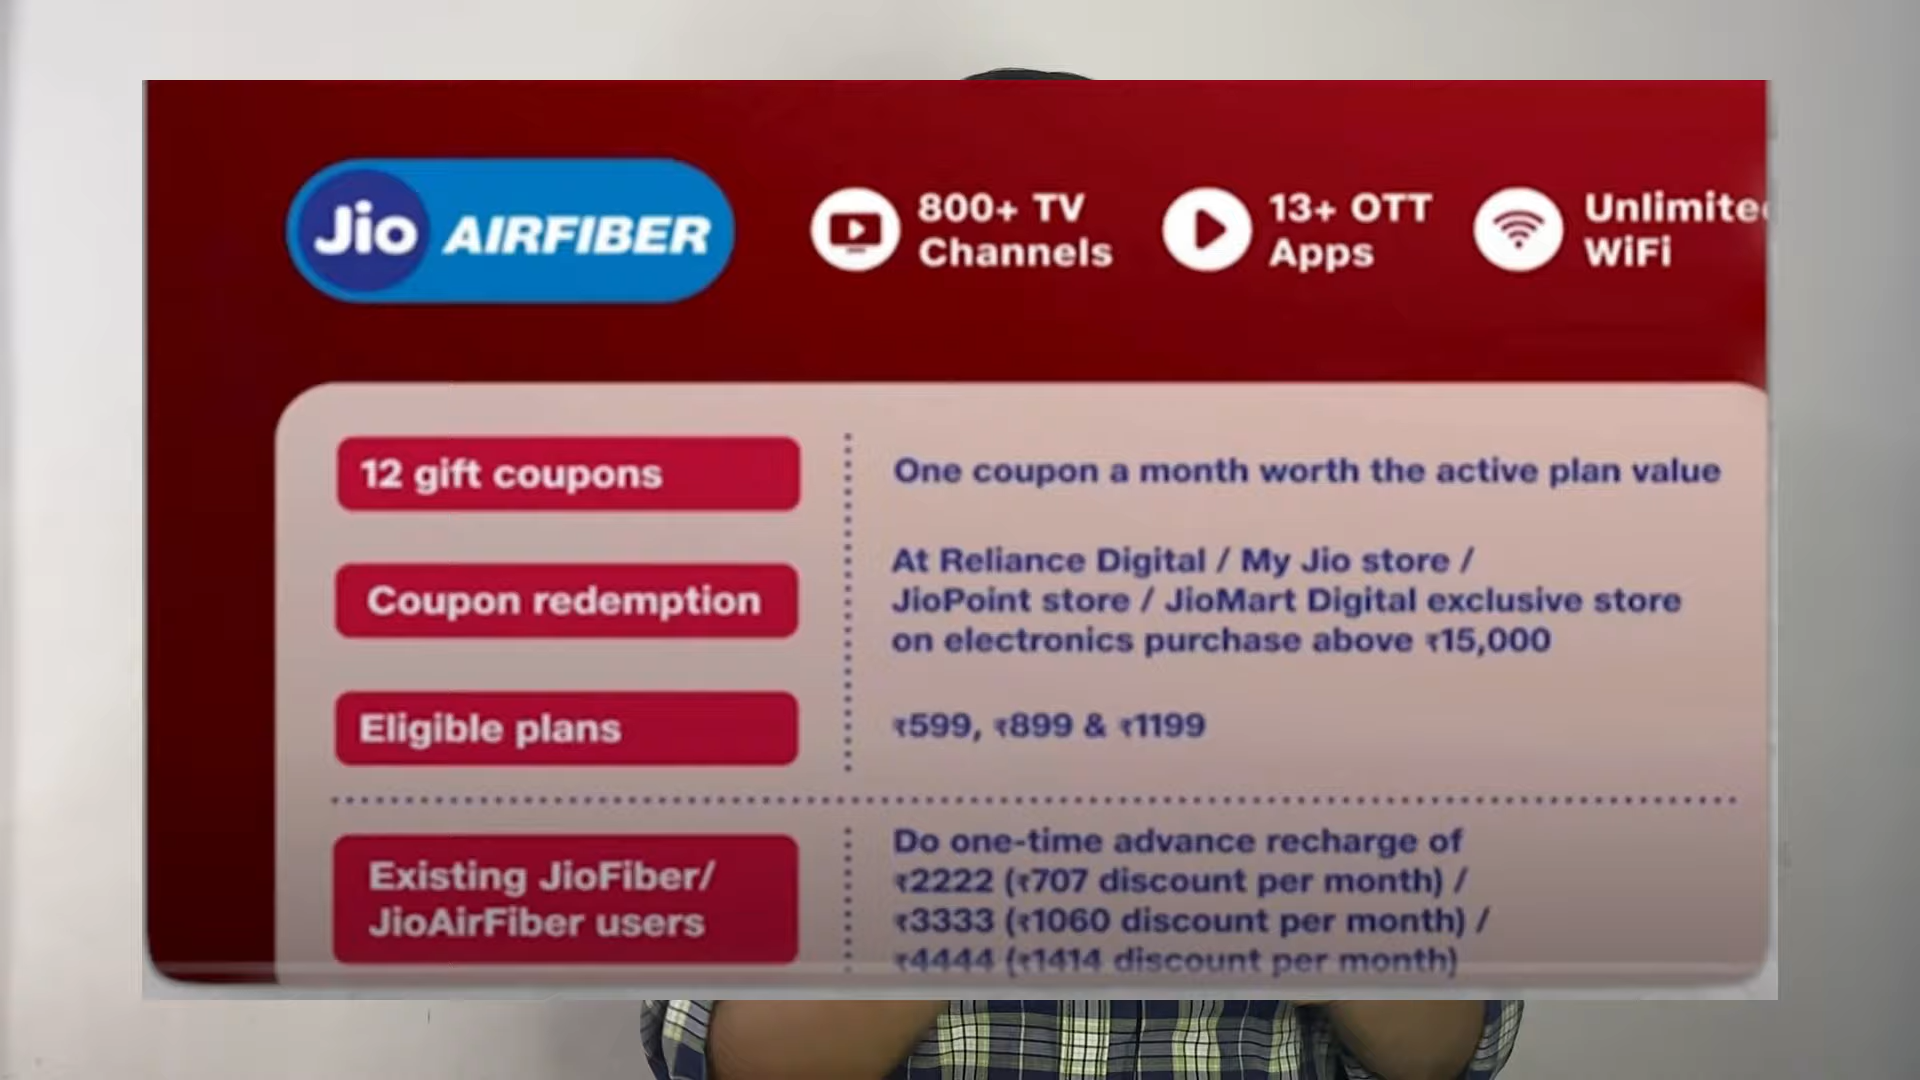 Jio AIRFIBER
800+ TV
Channels
13+ OTT
Apps
Unlimite
WiFi
12 gift coupons
One coupon a month worth the active plan value
Coupon redemption
At Reliance Digital / My Jio store /
JioPoint store / JioMart Digital exclusive store
on electronics purchase above ₹15,000
Eligible plans
₹599, ₹899 & ₹1199
Existing JioFiber/
JioAirFiber users
Do one-time advance recharge of
₹2222 (₹707 discount per month) /
₹3333 (₹1060 discount per month) /
₹4444 (₹1414 discount per month)